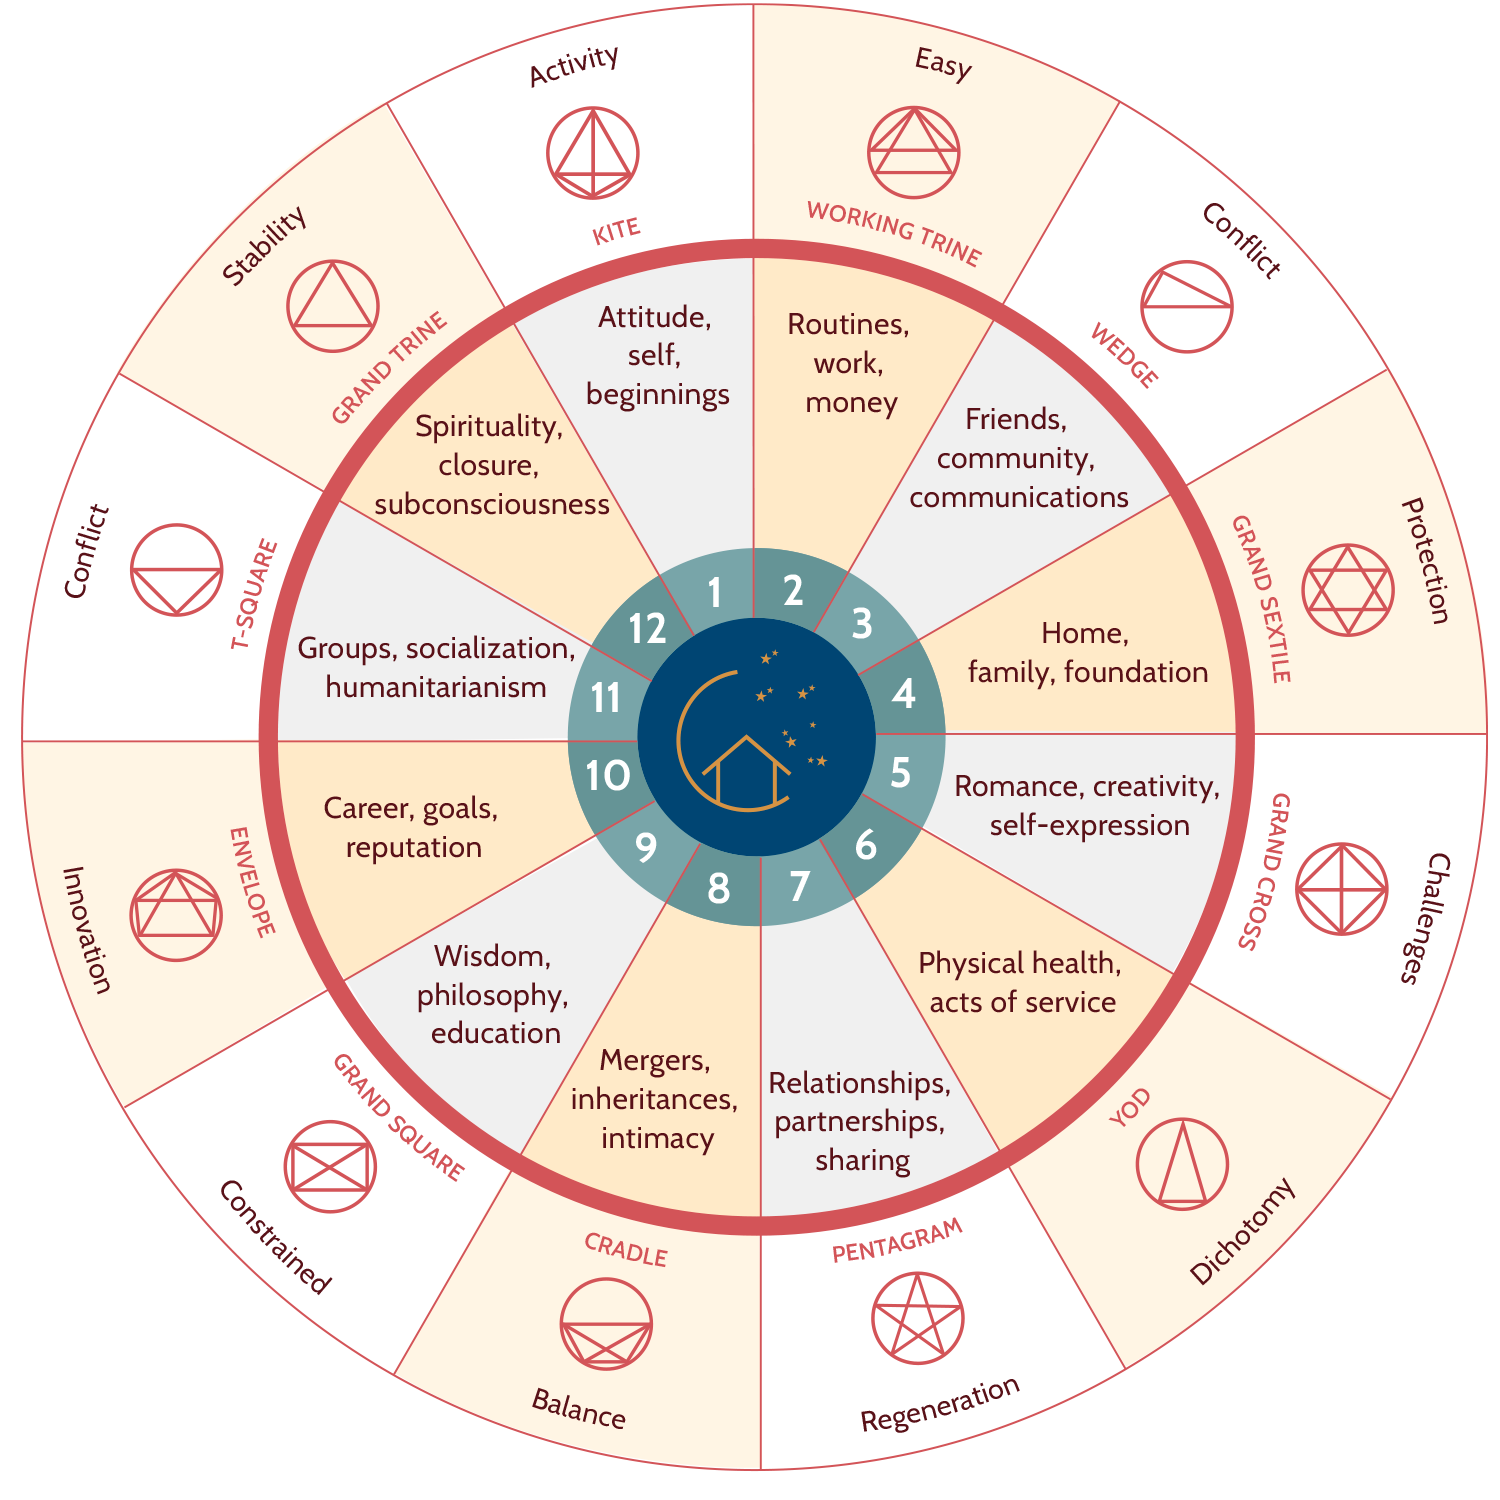 Activity
KITE
Attitude,
self,
beginnings
1
Easy
WORKING TRINE
Routines,
work,
money
2
Conflict
WEDGE
Friends,
community,
communications
3
Protection
GRAND SEXTILE
Home,
family, foundation
4
Challenges
GRAND CROSS
Romance, creativity,
self-expression
5
Dichotomy
YOD
Physical health,
acts of service
6
Regeneration
PENTAGRAM
Relationships,
partnerships,
sharing
7
Balance
CRADLE
Mergers,
inheritances,
intimacy
8
Constrained
GRAND SQUARE
Wisdom,
philosophy,
education
9
Innovation
ENVELOPE
Career, goals,
reputation
10
Conflict
T-SQUARE
Groups, socialization,
humanitarianism
11
Stability
GRAND TRINE
Spirituality,
closure,
subconsciousness
12